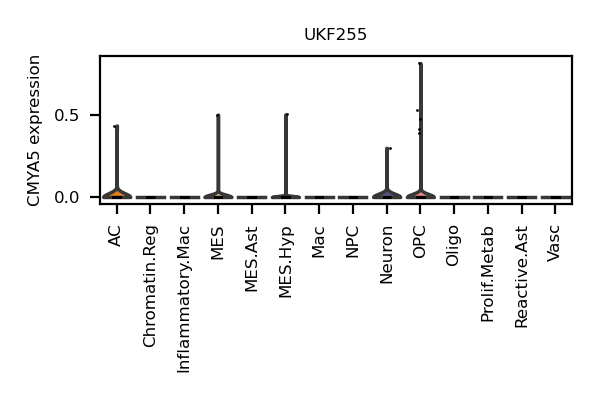 UKF255
CMYA5 expression
0.5
0.0
AC
Chromatin.Reg
Inflammatory.Mac
MES
MES.Ast
MES.Hyp
Mac
NPC
Neuron
OPC
Oligo
Prolif.Metab
Reactive.Ast
Vasc